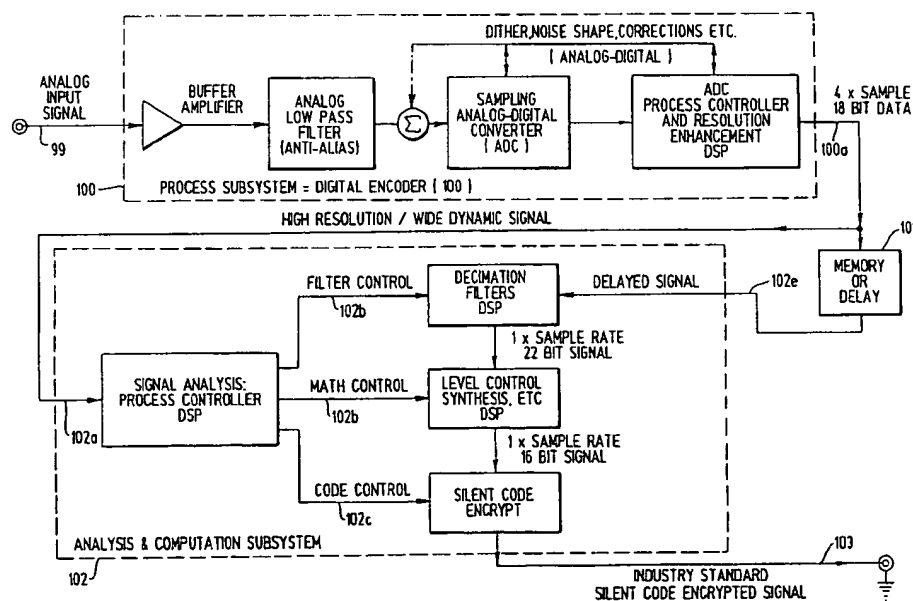 DITHER, NOISE SHAPE, CORRECTIONS ETC.
( ANALOG-DIGITAL )
ANALOG
INPUT
SIGNAL
99
BUFFER
AMPLIFIER
ANALOG
LOW PASS
FILTER
(ANTI-ALIAS)
Σ
SAMPLING
ANALOG-DIGITAL
CONVERTER
( ADC )
ADC
PROCESS CONTROLLER
AND RESOLUTION
ENHANCEMENT
DSP
4 x SAMPLE
18 BIT DATA
100a
100
PROCESS SUBSYSTEM = DIGITAL ENCODER ( 100 )
HIGH RESOLUTION / WIDE DYNAMIC SIGNAL
10
MEMORY
OR
DELAY
FILTER CONTROL
102b
DECIMATION
FILTERS
DSP
DELAYED SIGNAL
102e
1 x SAMPLE RATE
22 BIT SIGNAL
SIGNAL ANALYSIS:
PROCESS CONTROLLER
DSP
102a
MATH CONTROL
102b
LEVEL CONTROL
SYNTHESIS, ETC
DSP
1 x SAMPLE RATE
16 BIT SIGNAL
CODE CONTROL
102c
SILENT CODE
ENCRYPT
ANALYSIS & COMPUTATION SUBSYSTEM
102
103
INDUSTRY STANDARD
SILENT CODE ENCRYPTED SIGNAL